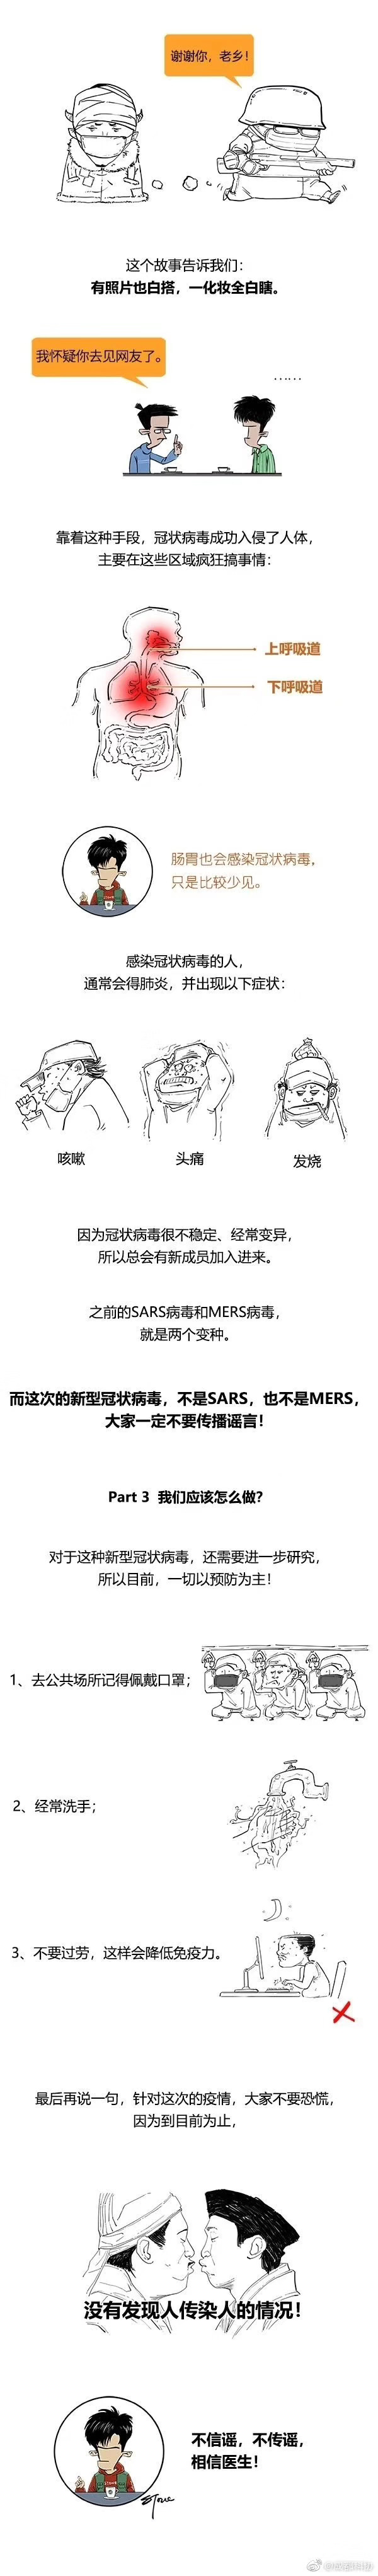 谢谢你，老乡！
这个故事告诉我们：
有照片也白搭，一化妆全白瞎。
我怀疑你去见网友了。
……
靠着这种手段，冠状病毒成功入侵了人体，
主要在这些区域疯狂搞事情：
上呼吸道
下呼吸道
肠胃也会感染冠状病毒，
只是比较少见。
感染冠状病毒的人，
通常会得肺炎，并出现以下症状：
咳嗽
头痛
发烧
因为冠状病毒很不稳定、经常变异，
所以总会有新成员加入进来。
之前的SARS病毒和MERS病毒，
就是两个变种。
而这次的新型冠状病毒，不是SARS，也不是MERS，
大家一定不要传播谣言！
Part 3 我们应该怎么做？
对于这种新型冠状病毒，还需要进一步研究，
所以目前，一切以预防为主！
1、去公共场所记得佩戴口罩；
2、经常洗手；
3、不要过劳，这样会降低免疫力。
最后再说一句，针对这次的疫情，大家不要恐慌，
因为到目前为止，
没有发现人传染人的情况！
不信谣，不传谣，
相信医生！
Stone